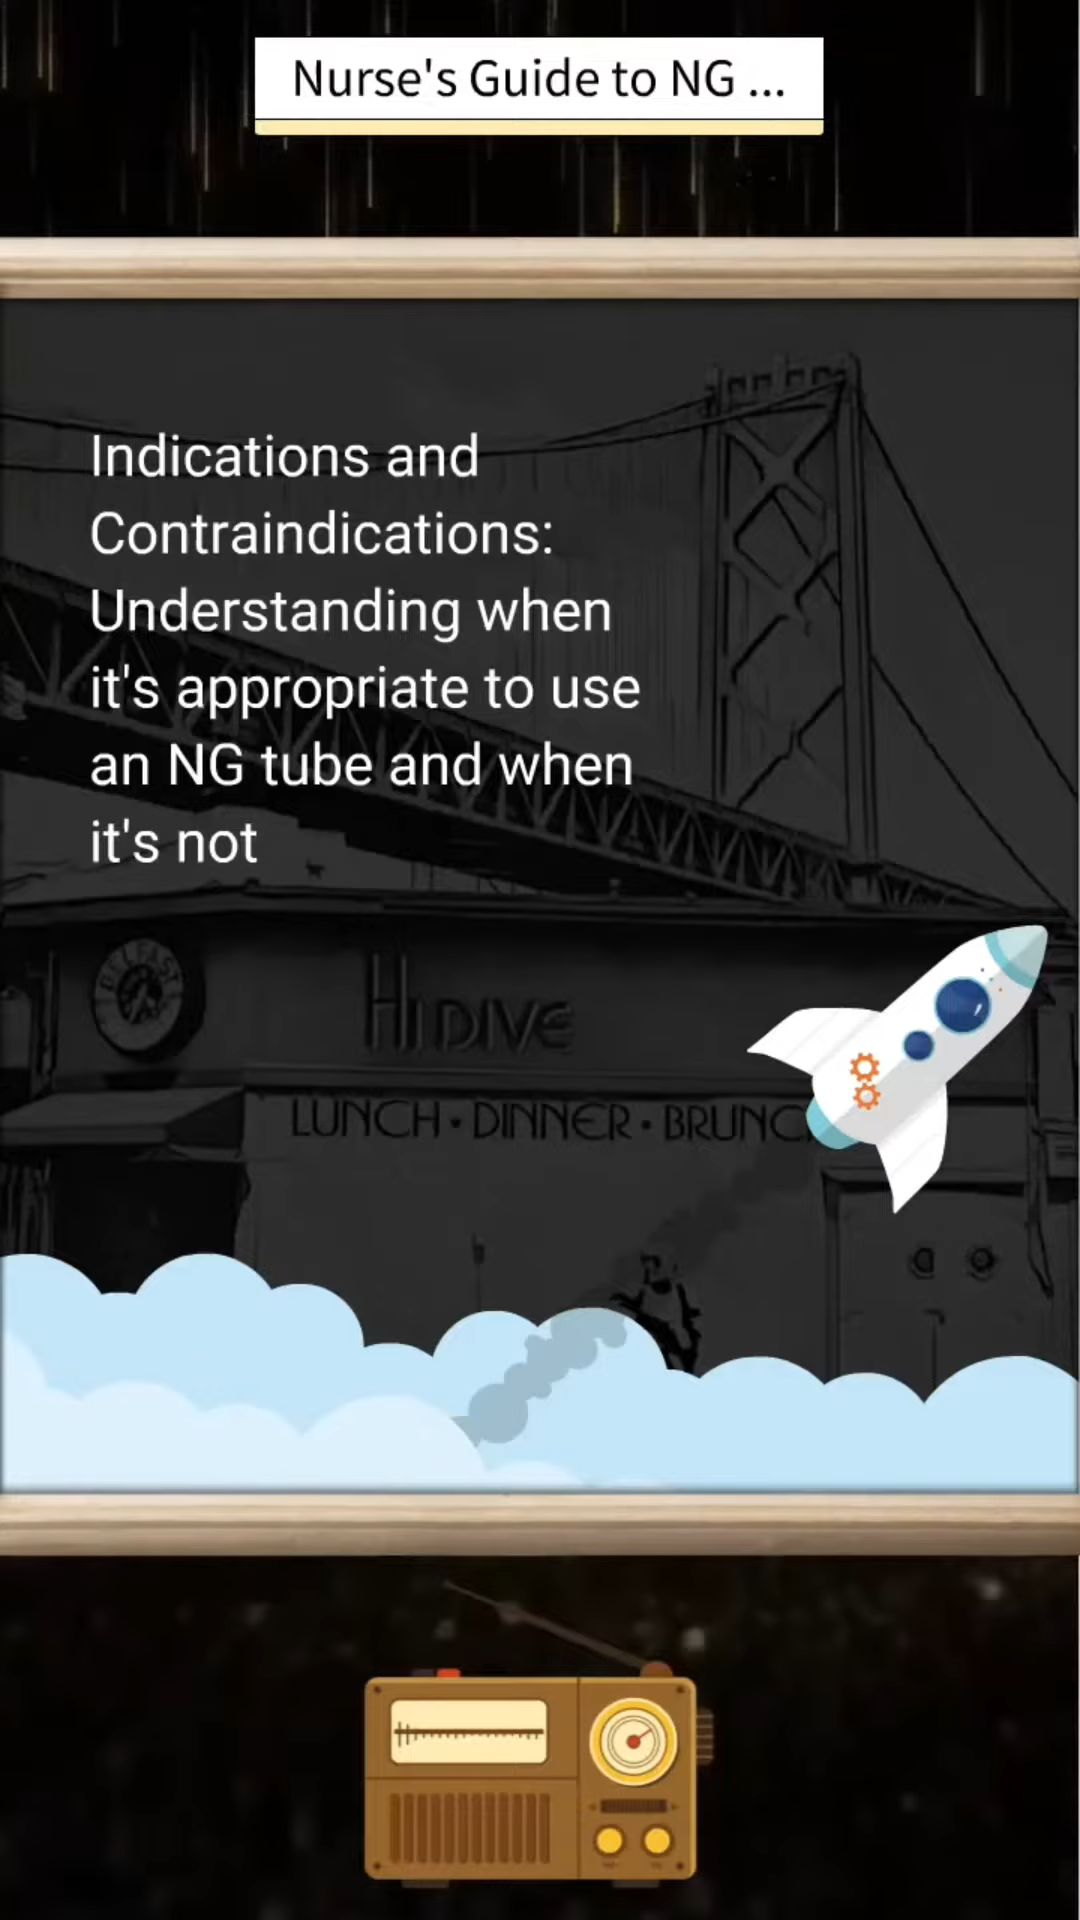 Nurse's Guide to NG ...
Indications and
Contraindications:
Understanding when
it's appropriate to use
an NG tube and when
it's not
BELFAST
HI DIVE
LUNCH • DINNER • BRUNC